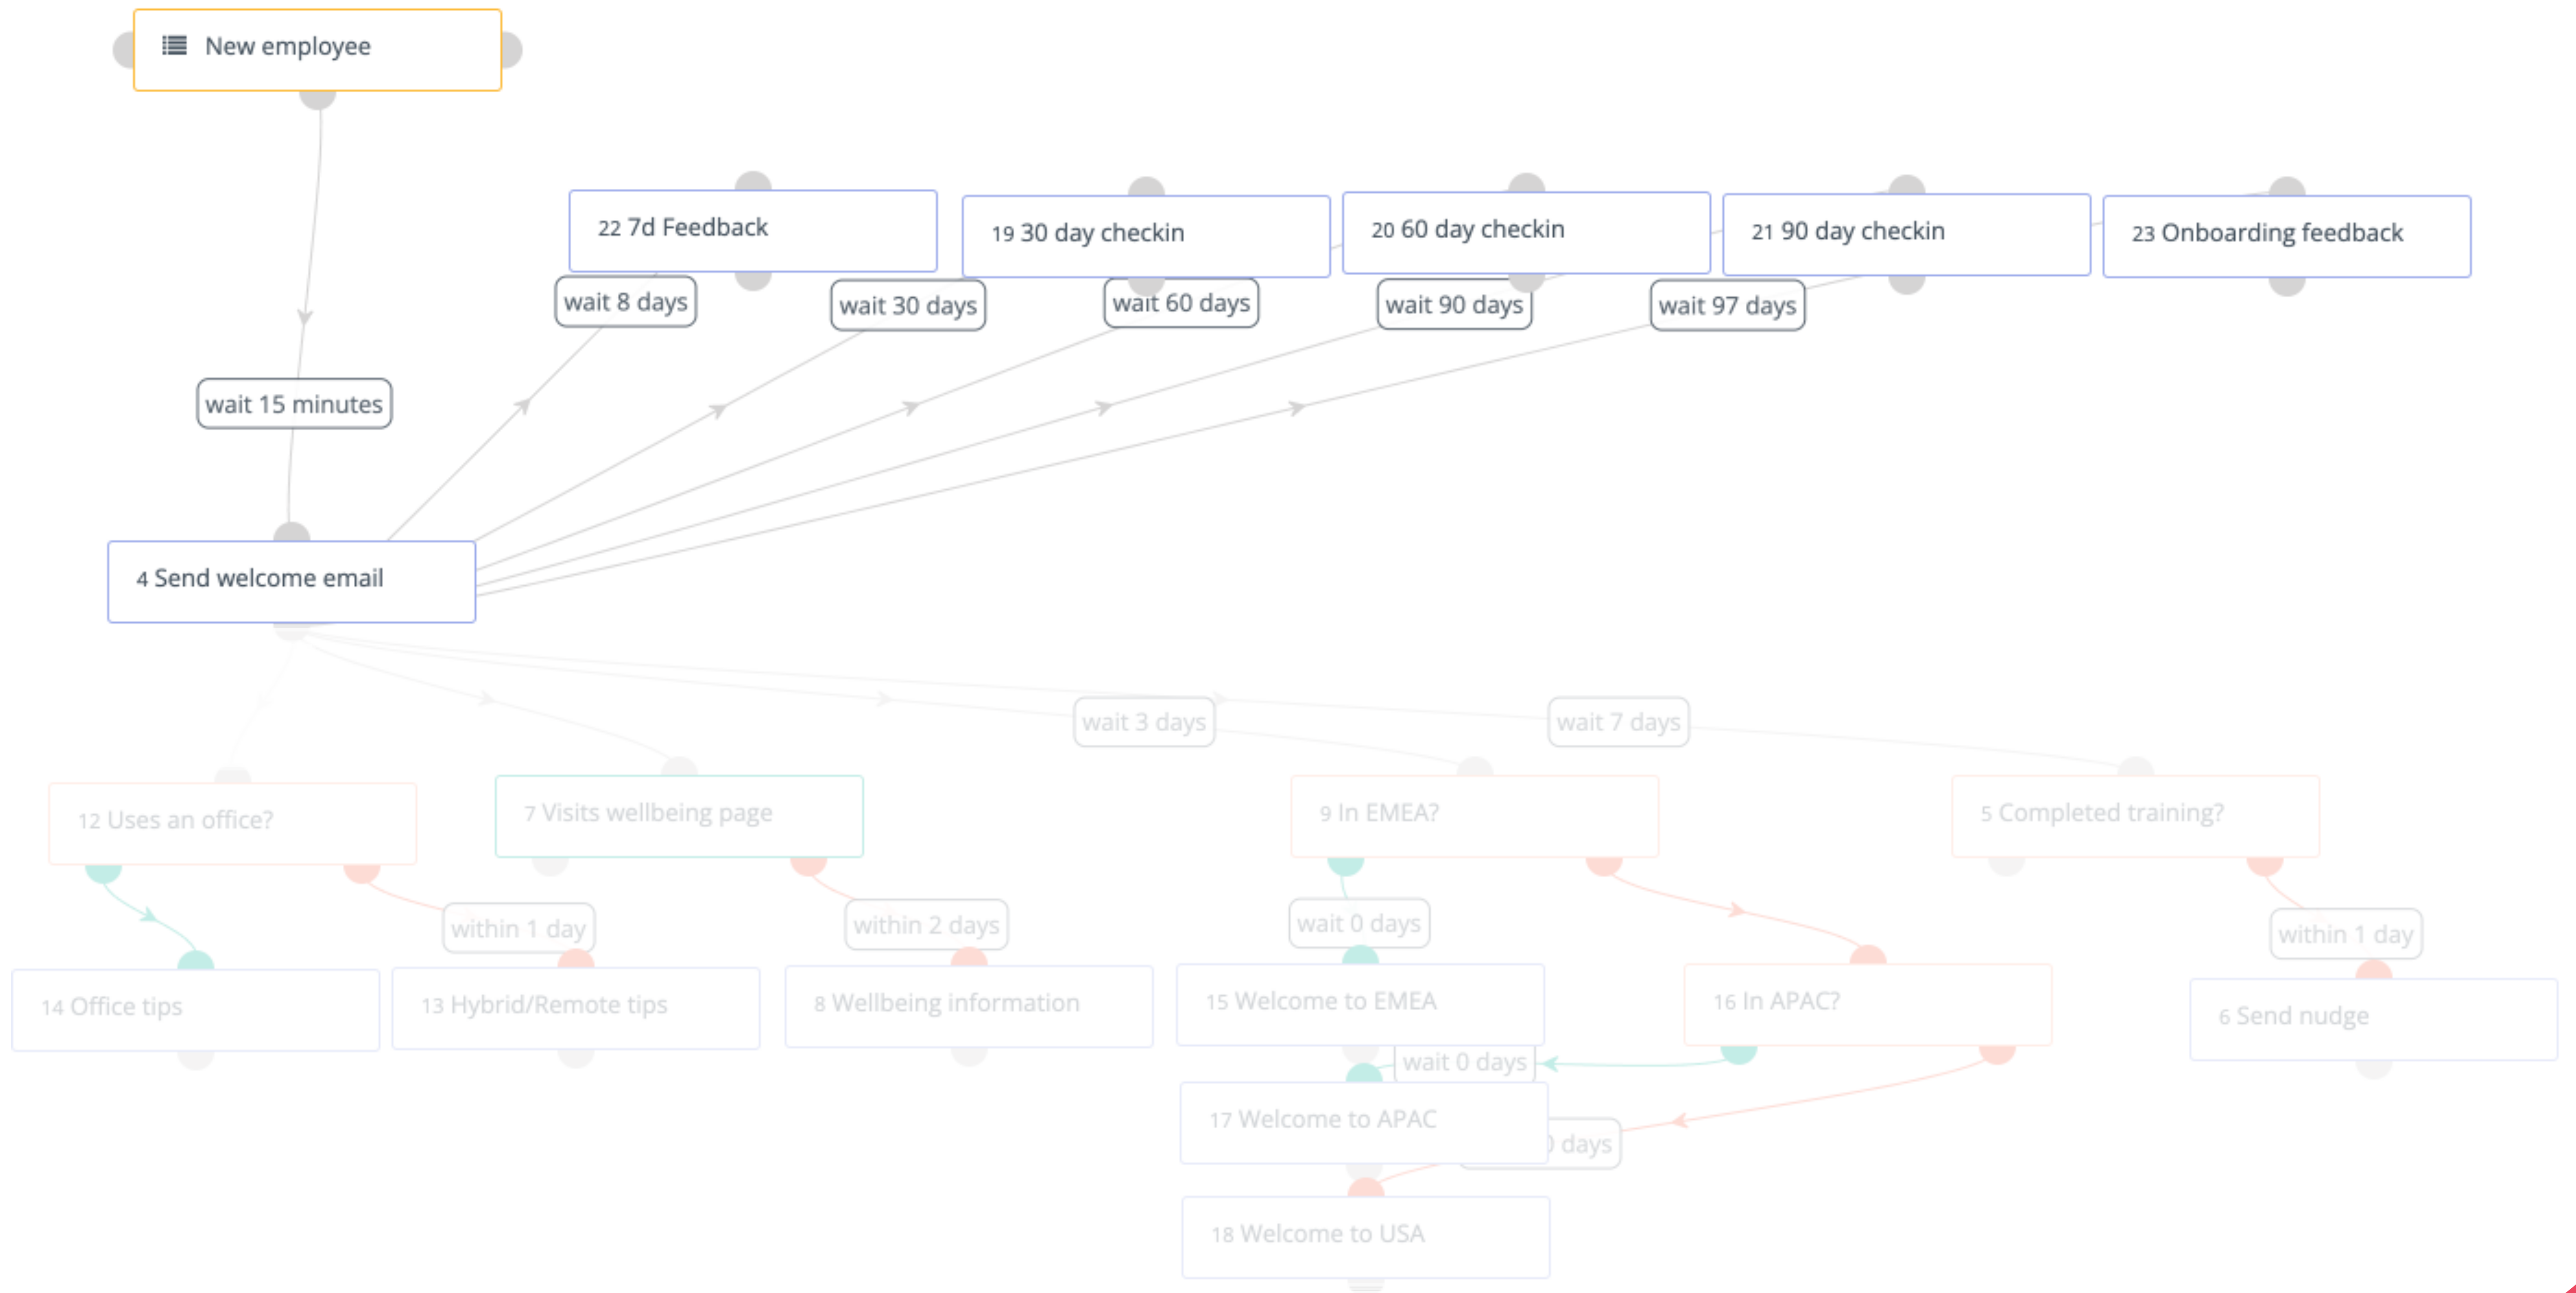 New employee
22 7d Feedback
19 30 day checkin
20 60 day checkin
21 90 day checkin
23 Onboarding feedback
wait 8 days
wait 30 days
wait 60 days
wait 90 days
wait 97 days
wait 15 minutes
4 Send welcome email
wait 3 days
wait 7 days
12 Uses an office?
7 Visits wellbeing page
9 In EMEA?
5 Completed training?
within 1 day
within 2 days
wait 0 days
within 1 day
14 Office tips
13 Hybrid/Remote tips
8 Wellbeing information
15 Welcome to EMEA
16 In APAC?
6 Send nudge
wait 0 days
17 Welcome to APAC
days
18 Welcome to USA